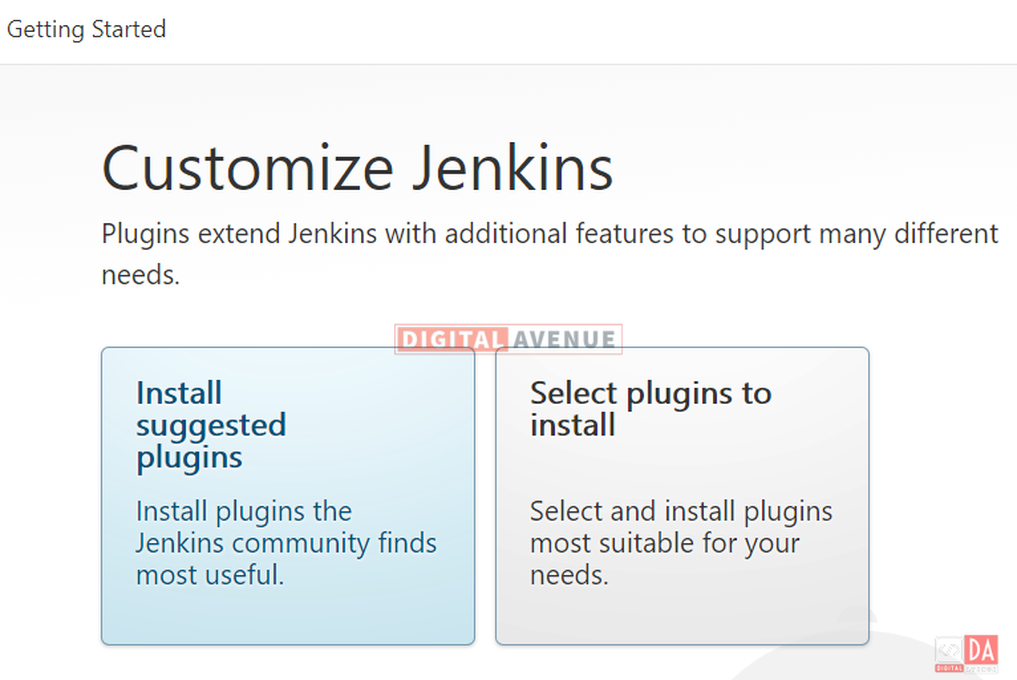 Getting Started
Customize Jenkins
Plugins extend Jenkins with additional features to support many different
needs.
DIGITAL AVENUE
Install
suggested
plugins
Install plugins the
Jenkins community finds
most useful.
Select plugins to
install
Select and install plugins
most suitable for your
needs.
</> DA
DIGITAL